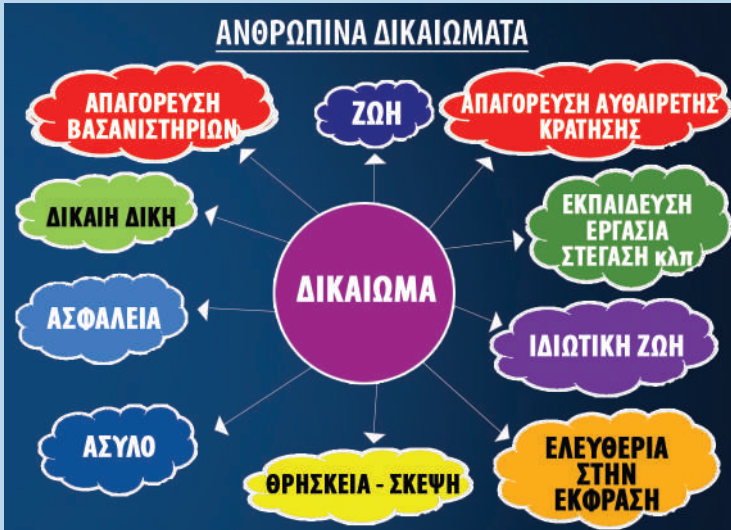 ΑΝΘΡΩΠΙΝΑ ΔΙΚΑΙΩΜΑΤΑ
ΑΠΑΓΟΡΕΥΣΗ
ΒΑΣΑΝΙΣΤΗΡΙΩΝ
ΖΩΗ
ΑΠΑΓΟΡΕΥΣΗ ΑΥΘΑΙΡΕΤΗΣ
ΚΡΑΤΗΣΗΣ
ΔΙΚΑΙΗ ΔΙΚΗ
ΕΚΠΑΙΔΕΥΣΗ
ΕΡΓΑΣΙΑ
ΣΤΕΓΑΣΗ κλπ
ΔΙΚΑΙΩΜΑ
ΑΣΦΑΛΕΙΑ
ΙΔΙΩΤΙΚΗ ΖΩΗ
ΑΣΥΛΟ
ΘΡΗΣΚΕΙΑ - ΣΚΕΨΗ
ΕΛΕΥΘΕΡΙΑ
ΣΤΗΝ
ΕΚΦΡΑΣΗ